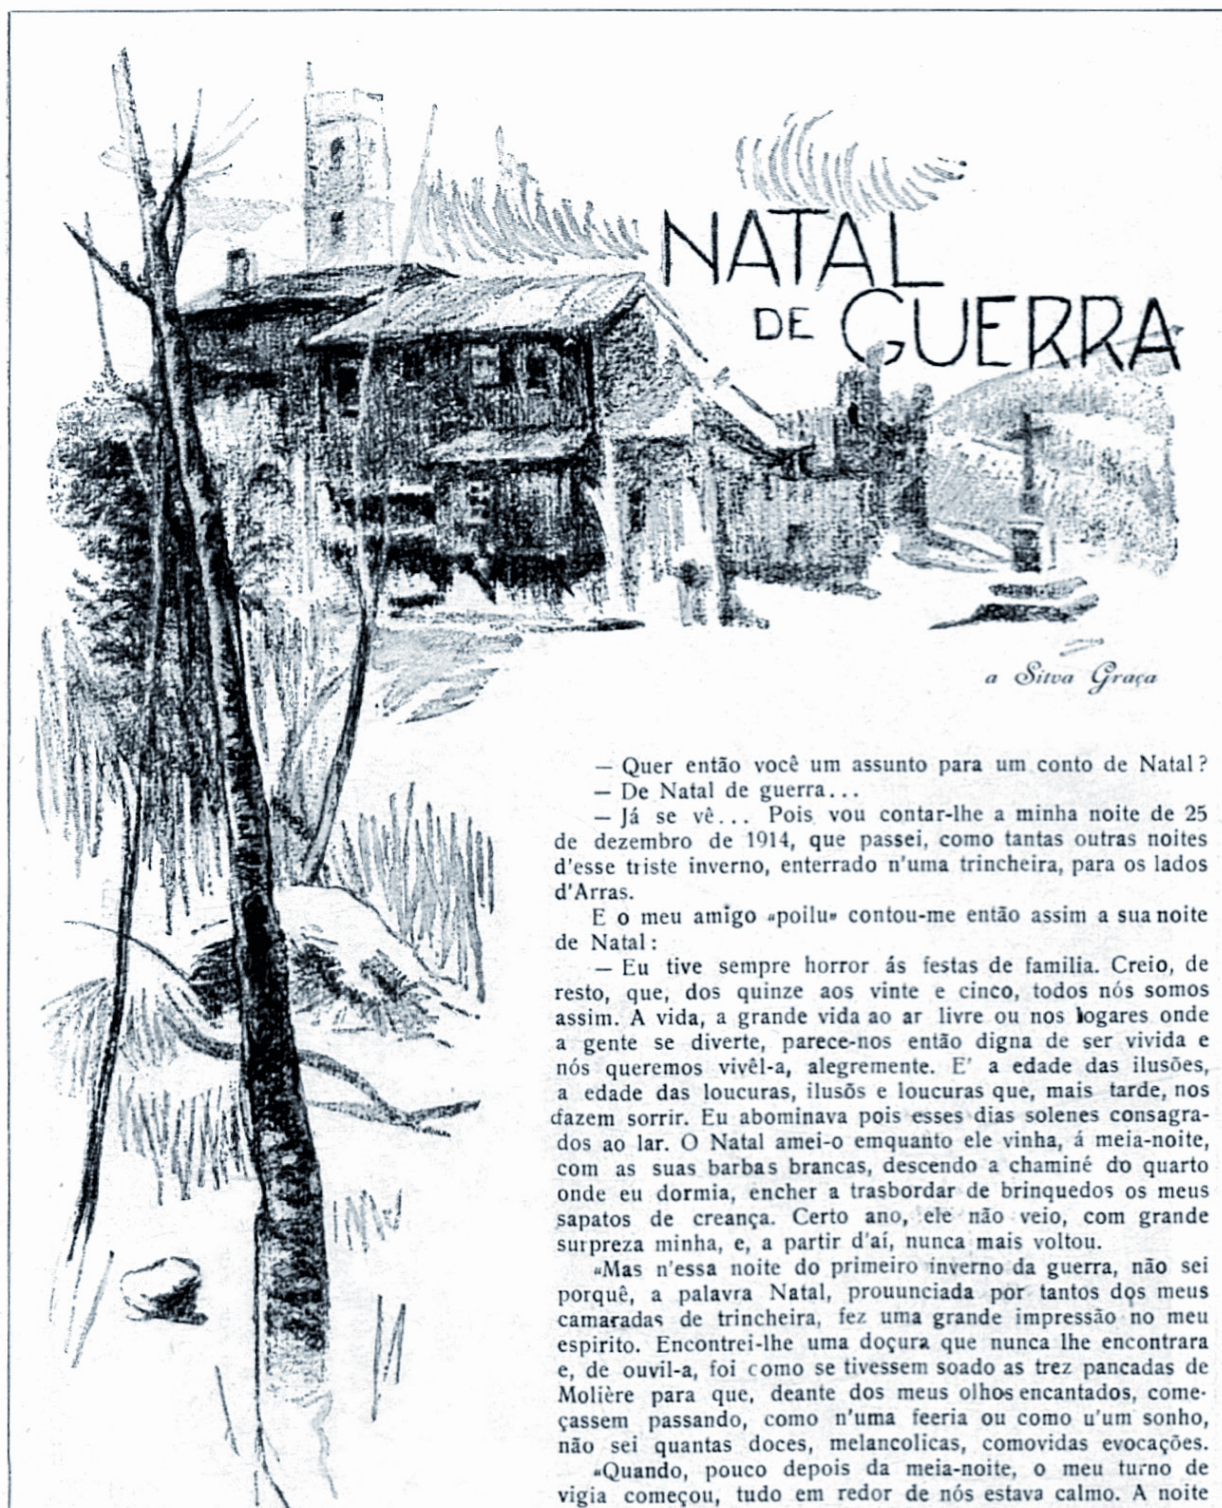 NATAL
DE GUERRA
a Silva Graça
— Quer então você um assunto para um conto de Natal?
— De Natal de guerra...
— Já se vê... Pois vou contar-lhe a minha noite de 25
de dezembro de 1914, que passei, como tantas outras noites
d'esse triste inverno, enterrado n'uma trincheira, para os lados
d'Arras.
E o meu amigo «poilu» contou-me então assim a sua noite
de Natal:
— Eu tive sempre horror ás festas de familia. Creio, de
resto, que, dos quinze aos vinte e cinco, todos nós somos
assim. A vida, a grande vida ao ar livre ou nos logares onde
a gente se diverte, parece-nos então digna de ser vivida e
nós queremos vivêl-a, alegremente. E' a edade das ilusões,
a edade das loucuras, ilusõs e loucuras que, mais tarde, nos
fazem sorrir. Eu abominava pois esses dias solenes consagra-
dos ao lar. O Natal amei-o emquanto ele vinha, á meia-noite,
com as suas barbas brancas, descendo a chaminé do quarto
onde eu dormia, encher a trasbordar de brinquedos os meus
sapatos de creança. Certo ano, ele não veio, com grande
surpreza minha, e, a partir d'aí, nunca mais voltou.
«Mas n'essa noite do primeiro inverno da guerra, não sei
porquê, a palavra Natal, prouunciada por tantos dos meus
camaradas de trincheira, fez uma grande impressão no meu
espirito. Encontrei-lhe uma doçura que nunca lhe encontrara
e, de ouvil-a, foi como se tivessem soado as trez pancadas de
Molière para que, deante dos meus olhos encantados, come-
çassem passando, como n'uma feeria ou como u'um sonho,
não sei quantas doces, melancolicas, comovidas evocações.
«Quando, pouco depois da meia-noite, o meu turno de
vigia começou, tudo em redor de nós estava calmo. A noite